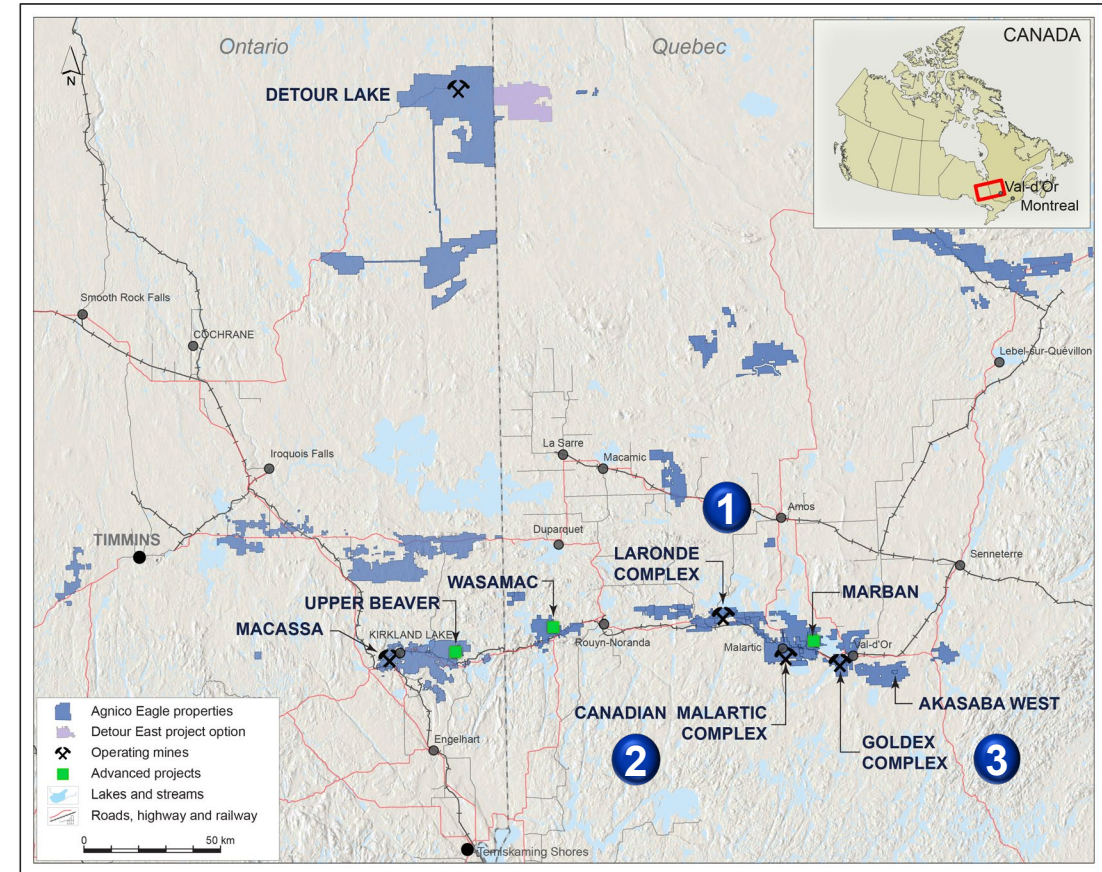 Ontario
Quebec
CANADA
Val-d'Or
Montreal
N
DETOUR LAKE
Smooth Rock Falls
COCHRANE
Lebel-sur-Quévillon
Iroquois Falls
La Sarre
Macamic
1
Amos
TIMMINS
Duparquet
LARONDE
COMPLEX
Senneterre
WASAMAC
MARBAN
UPPER BEAVER
MACASSA
KIRKLAND LAKE
Rouyn-Noranda
Malartic
Val-d'Or
AKASABA WEST
CANADIAN MALARTIC
COMPLEX
GOLDEX
COMPLEX
2
3
Engelhart
Temiskaming Shores
Agnico Eagle properties
Detour East project option
Operating mines
Advanced projects
Lakes and streams
Roads, highway and railway
0 50 km